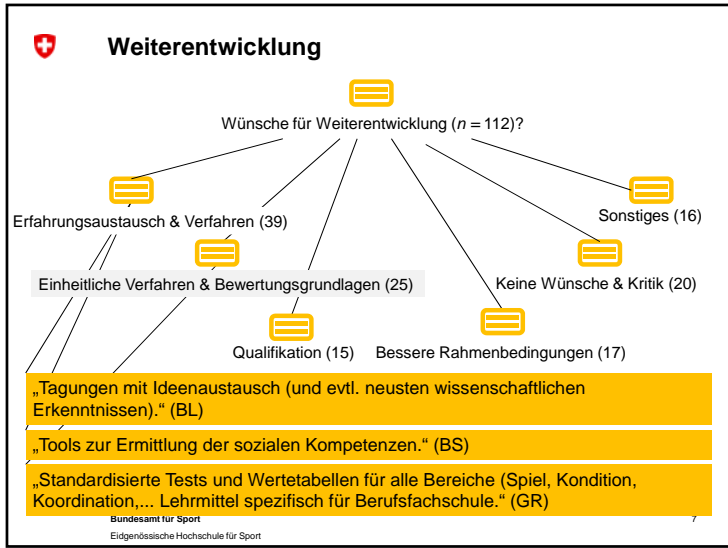 Weiterentwicklung
Wünsche für Weiterentwicklung (n = 112)?
Erfahrungsaustausch & Verfahren (39)
Sonstiges (16)
Einheitliche Verfahren & Bewertungsgrundlagen (25)
Keine Wünsche & Kritik (20)
Qualifikation (15)
Bessere Rahmenbedingungen (17)
„Tagungen mit Ideenaustausch (und evtl. neusten wissenschaftlichen
Erkenntnissen).“ (BL)
„Tools zur Ermittlung der sozialen Kompetenzen.“ (BS)
„Standardisierte Tests und Wertetabellen für alle Bereiche (Spiel, Kondition,
Koordination,... Lehrmittel spezifisch für Berufsfachschule.“ (GR)
Bundesamt für Sport
7
Eidgenössische Hochschule für Sport